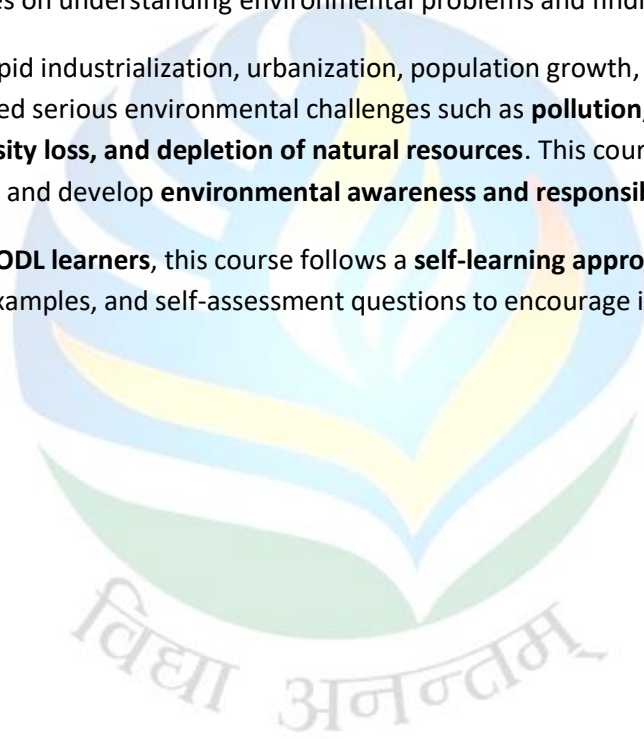 es on understanding environmental problems and findi
pid industrialization, urbanization, population growth,
ed serious environmental challenges such as pollution,
sity loss, and depletion of natural resources. This cour
and develop environmental awareness and responsib
ODL learners, this course follows a self-learning appro
xamples, and self-assessment questions to encourage i
विद्या अनन्तम्